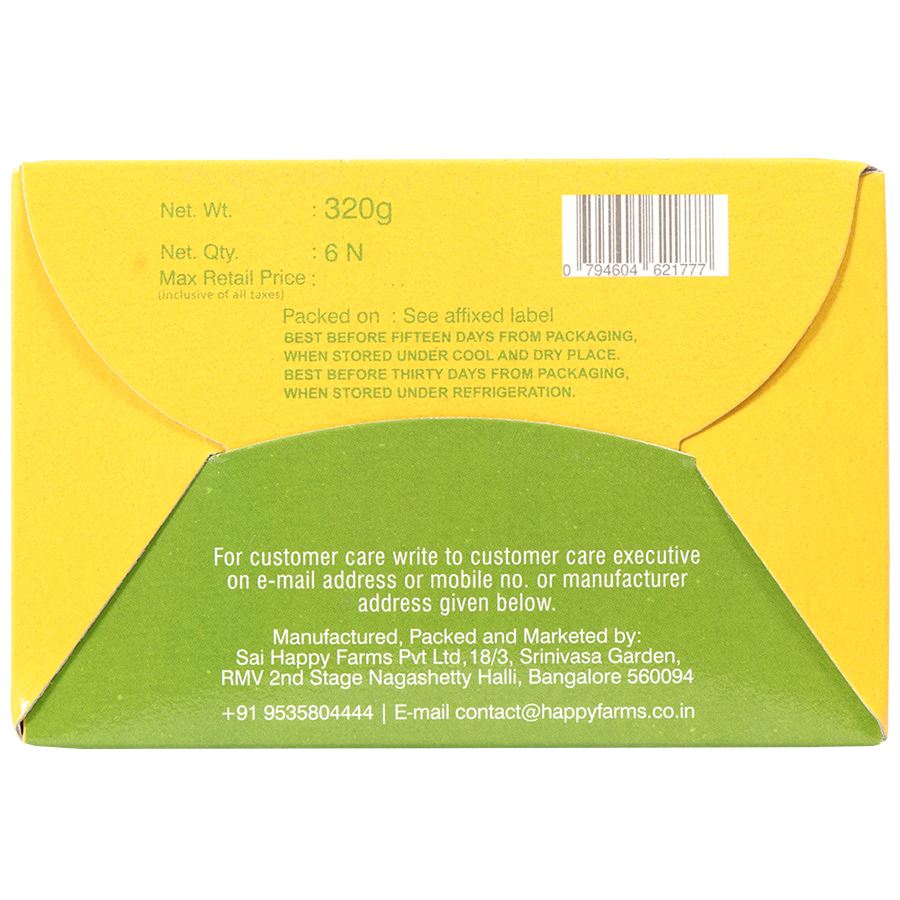 Net. Wt. : 320g
0 794604 621777
Net. Qty. : 6 N
Max Retail Price :
(inclusive of all taxes)
Packed on : See affixed label
BEST BEFORE FIFTEEN DAYS FROM PACKAGING,
WHEN STORED UNDER COOL AND DRY PLACE.
BEST BEFORE THIRTY DAYS FROM PACKAGING,
WHEN STORED UNDER REFRIGERATION.
For customer care write to customer care executive
on e-mail address or mobile no. or manufacturer
address given below.
Manufactured, Packed and Marketed by:
Sai Happy Farms Pvt Ltd,18/3, Srinivasa Garden,
RMV 2nd Stage Nagashetty Halli, Bangalore 560094
+91 9535804444 | E-mail contact@happyfarms.co.in